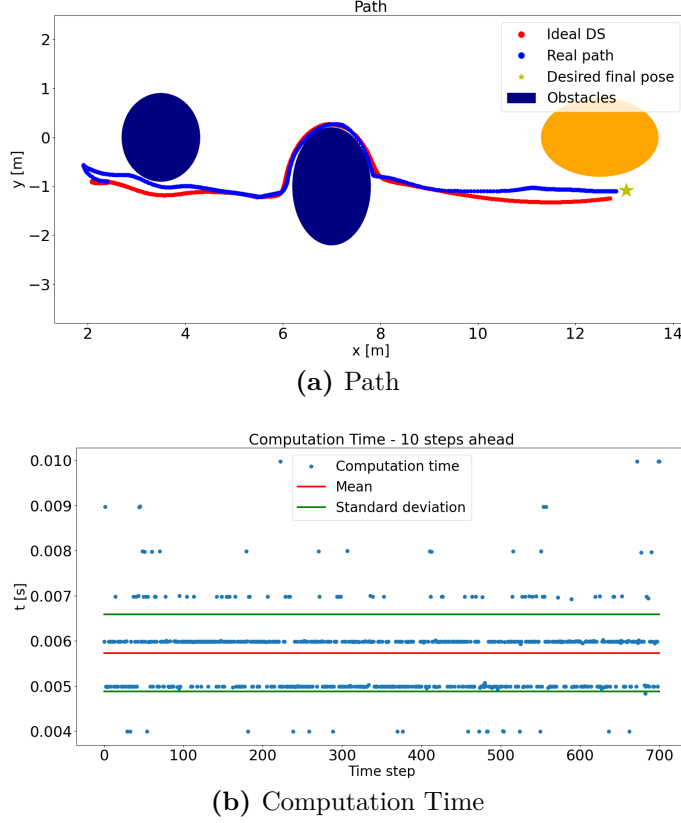 Path
Ideal DS
Real path
Desired final pose
Obstacles
y [m]
2
1
0
−1
−2
−3
2 4 6 8 10 12 14
x [m]
(a) Path
Computation Time - 10 steps ahead
Computation time
Mean
Standard deviation
t [s]
0.010
0.009
0.008
0.007
0.006
0.005
0.004
0 100 200 300 400 500 600 700
Time step
(b) Computation Time